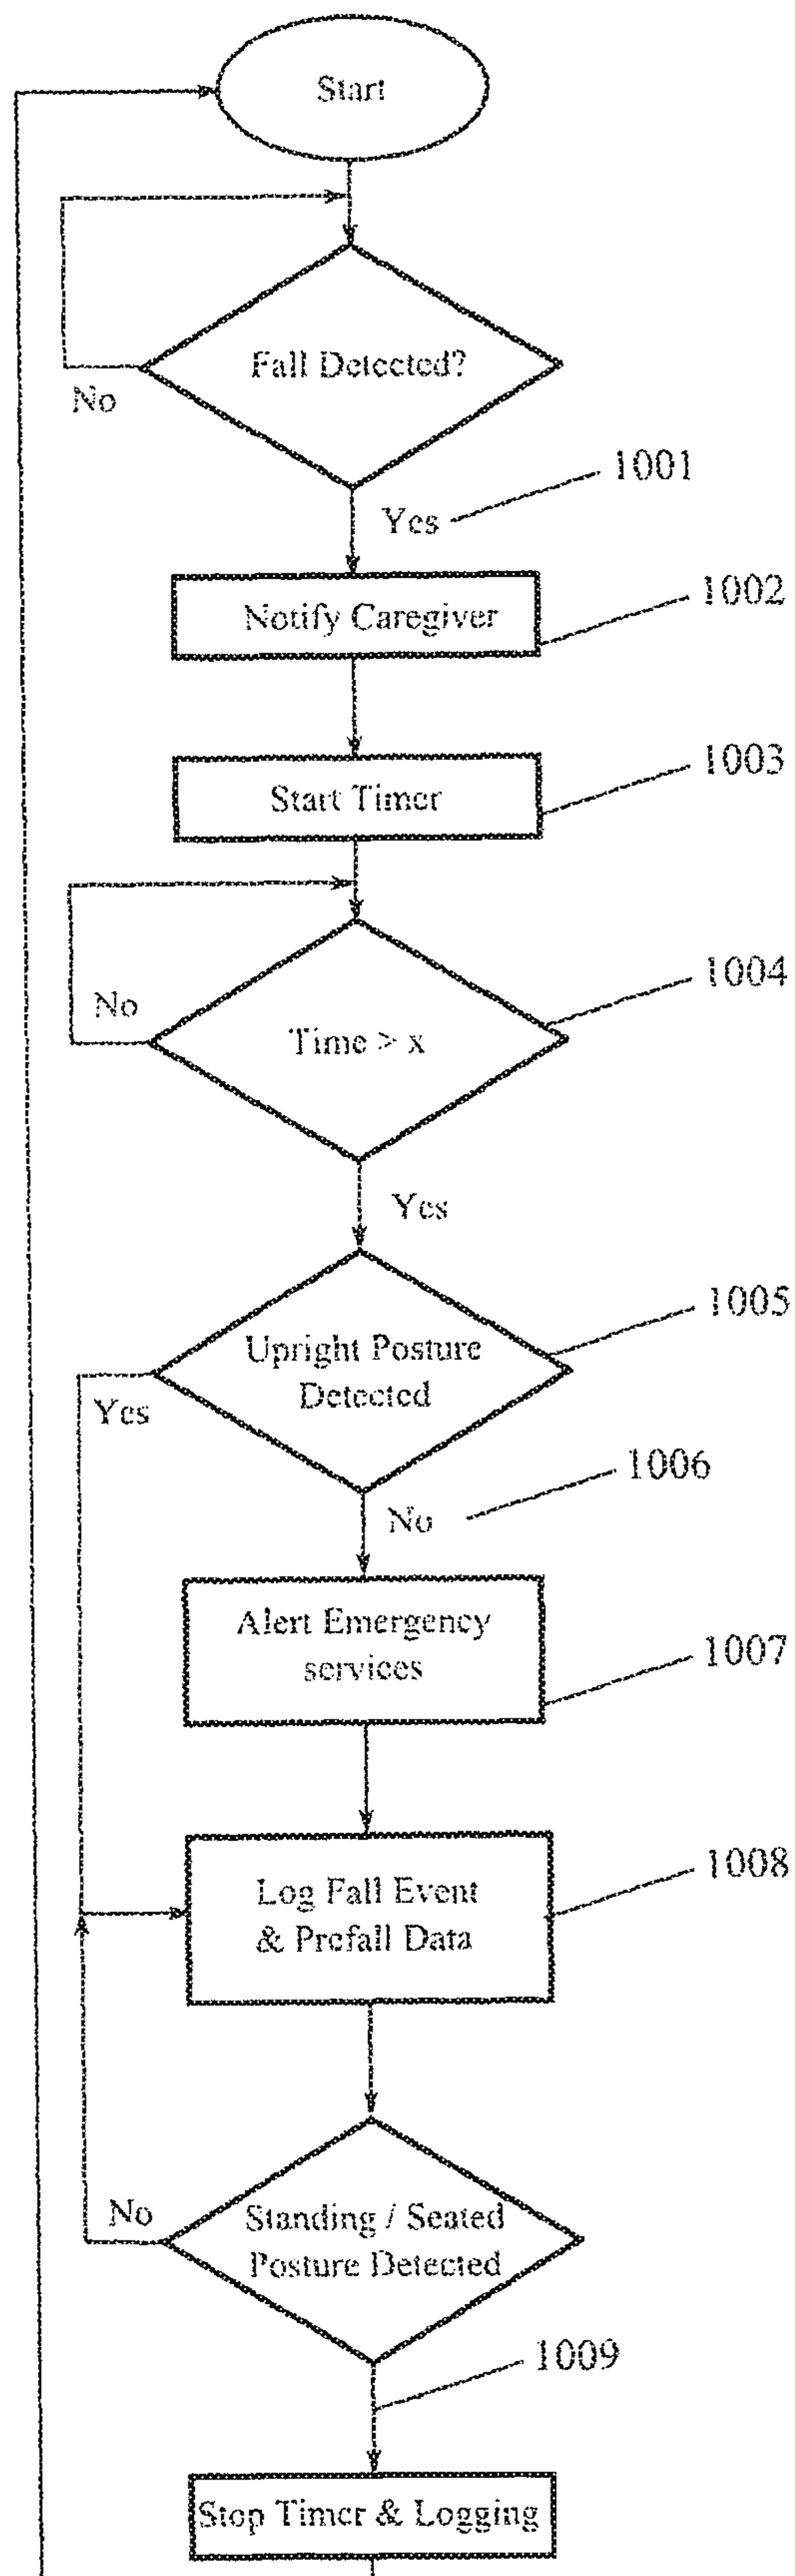 Start
Fall Detected?
No
1001
Yes
1002
Notify Caregiver
1003
Start Timer
1004
No
Time > x
Yes
1005
Upright Posture
Detected
Yes
1006
No
Alert Emergency
services
1007
1008
Log Fall Event
& Prefall Data
No
Standing / Seated
Posture Detected
1009
Stop Timer & Logging